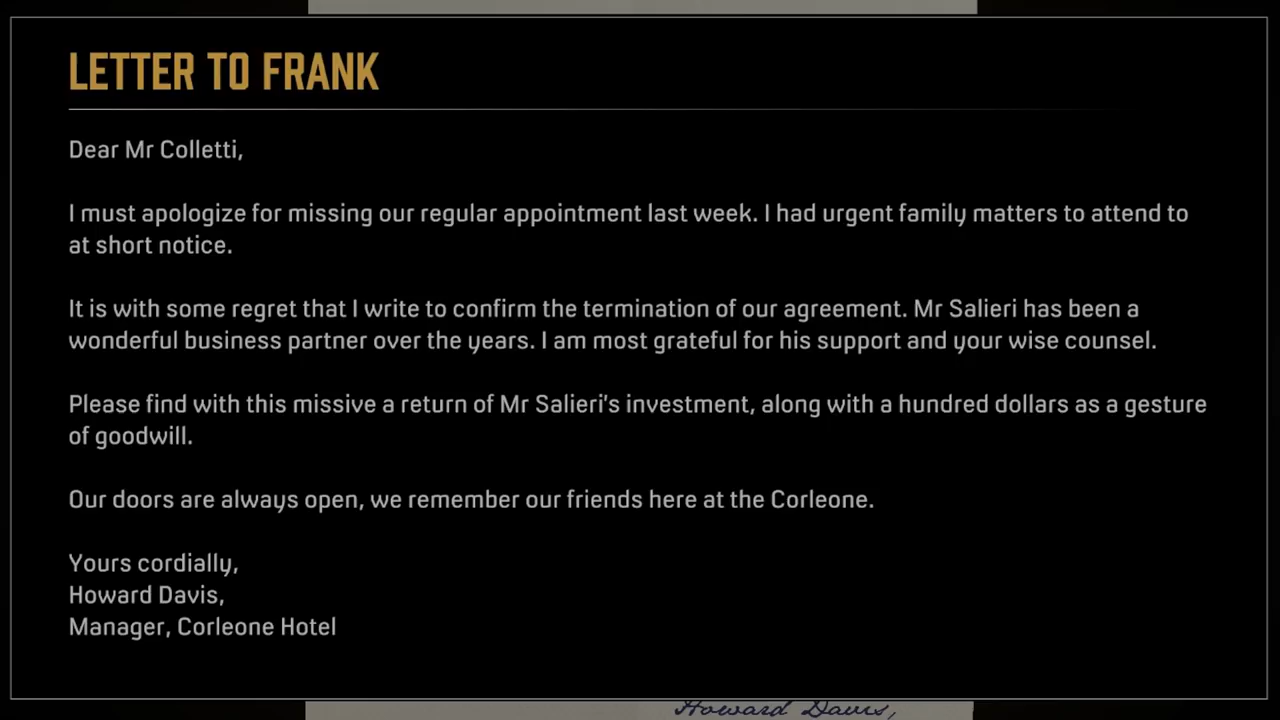 LETTER TO FRANK
Dear Mr Colletti,
I must apologize for missing our regular appointment last week. I had urgent family matters to attend to
at short notice.
It is with some regret that I write to confirm the termination of our agreement. Mr Salieri has been a
wonderful business partner over the years. I am most grateful for his support and your wise counsel.
Please find with this missive a return of Mr Salieri's investment, along with a hundred dollars as a gesture
of goodwill.
Our doors are always open, we remember our friends here at the Corleone.
Yours cordially,
Howard Davis,
Manager, Corleone Hotel
Howard Davis,